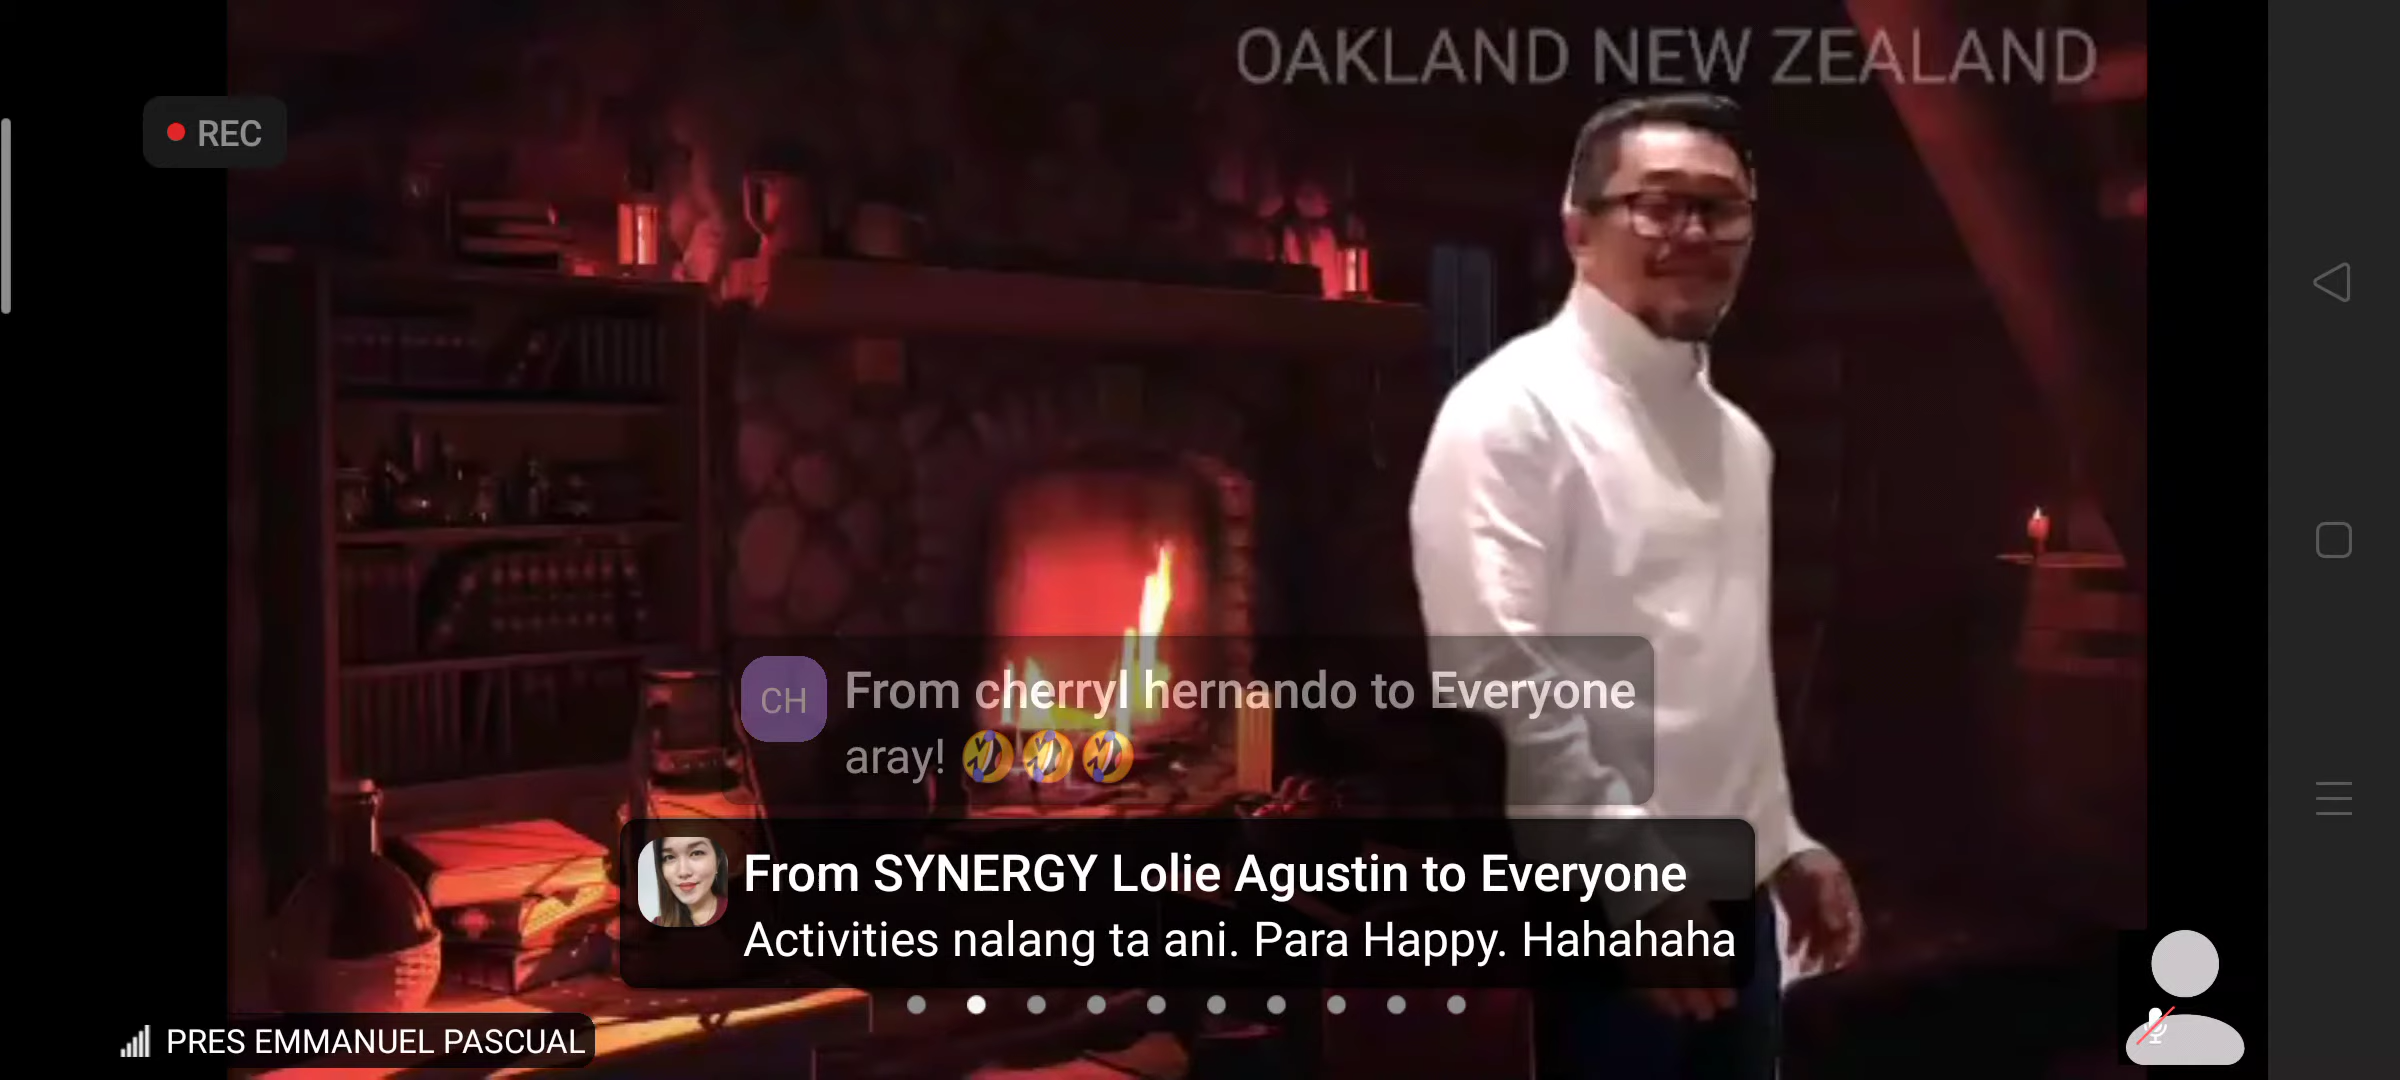 OAKLAND NEW ZEALAND
REC
CH
From cherryl hernando to Everyone
aray! 🤣🤣🤣
From SYNERGY Lolie Agustin to Everyone
Activities nalang ta ani. Para Happy. Hahahaha
PRES EMMANUEL PASCUAL